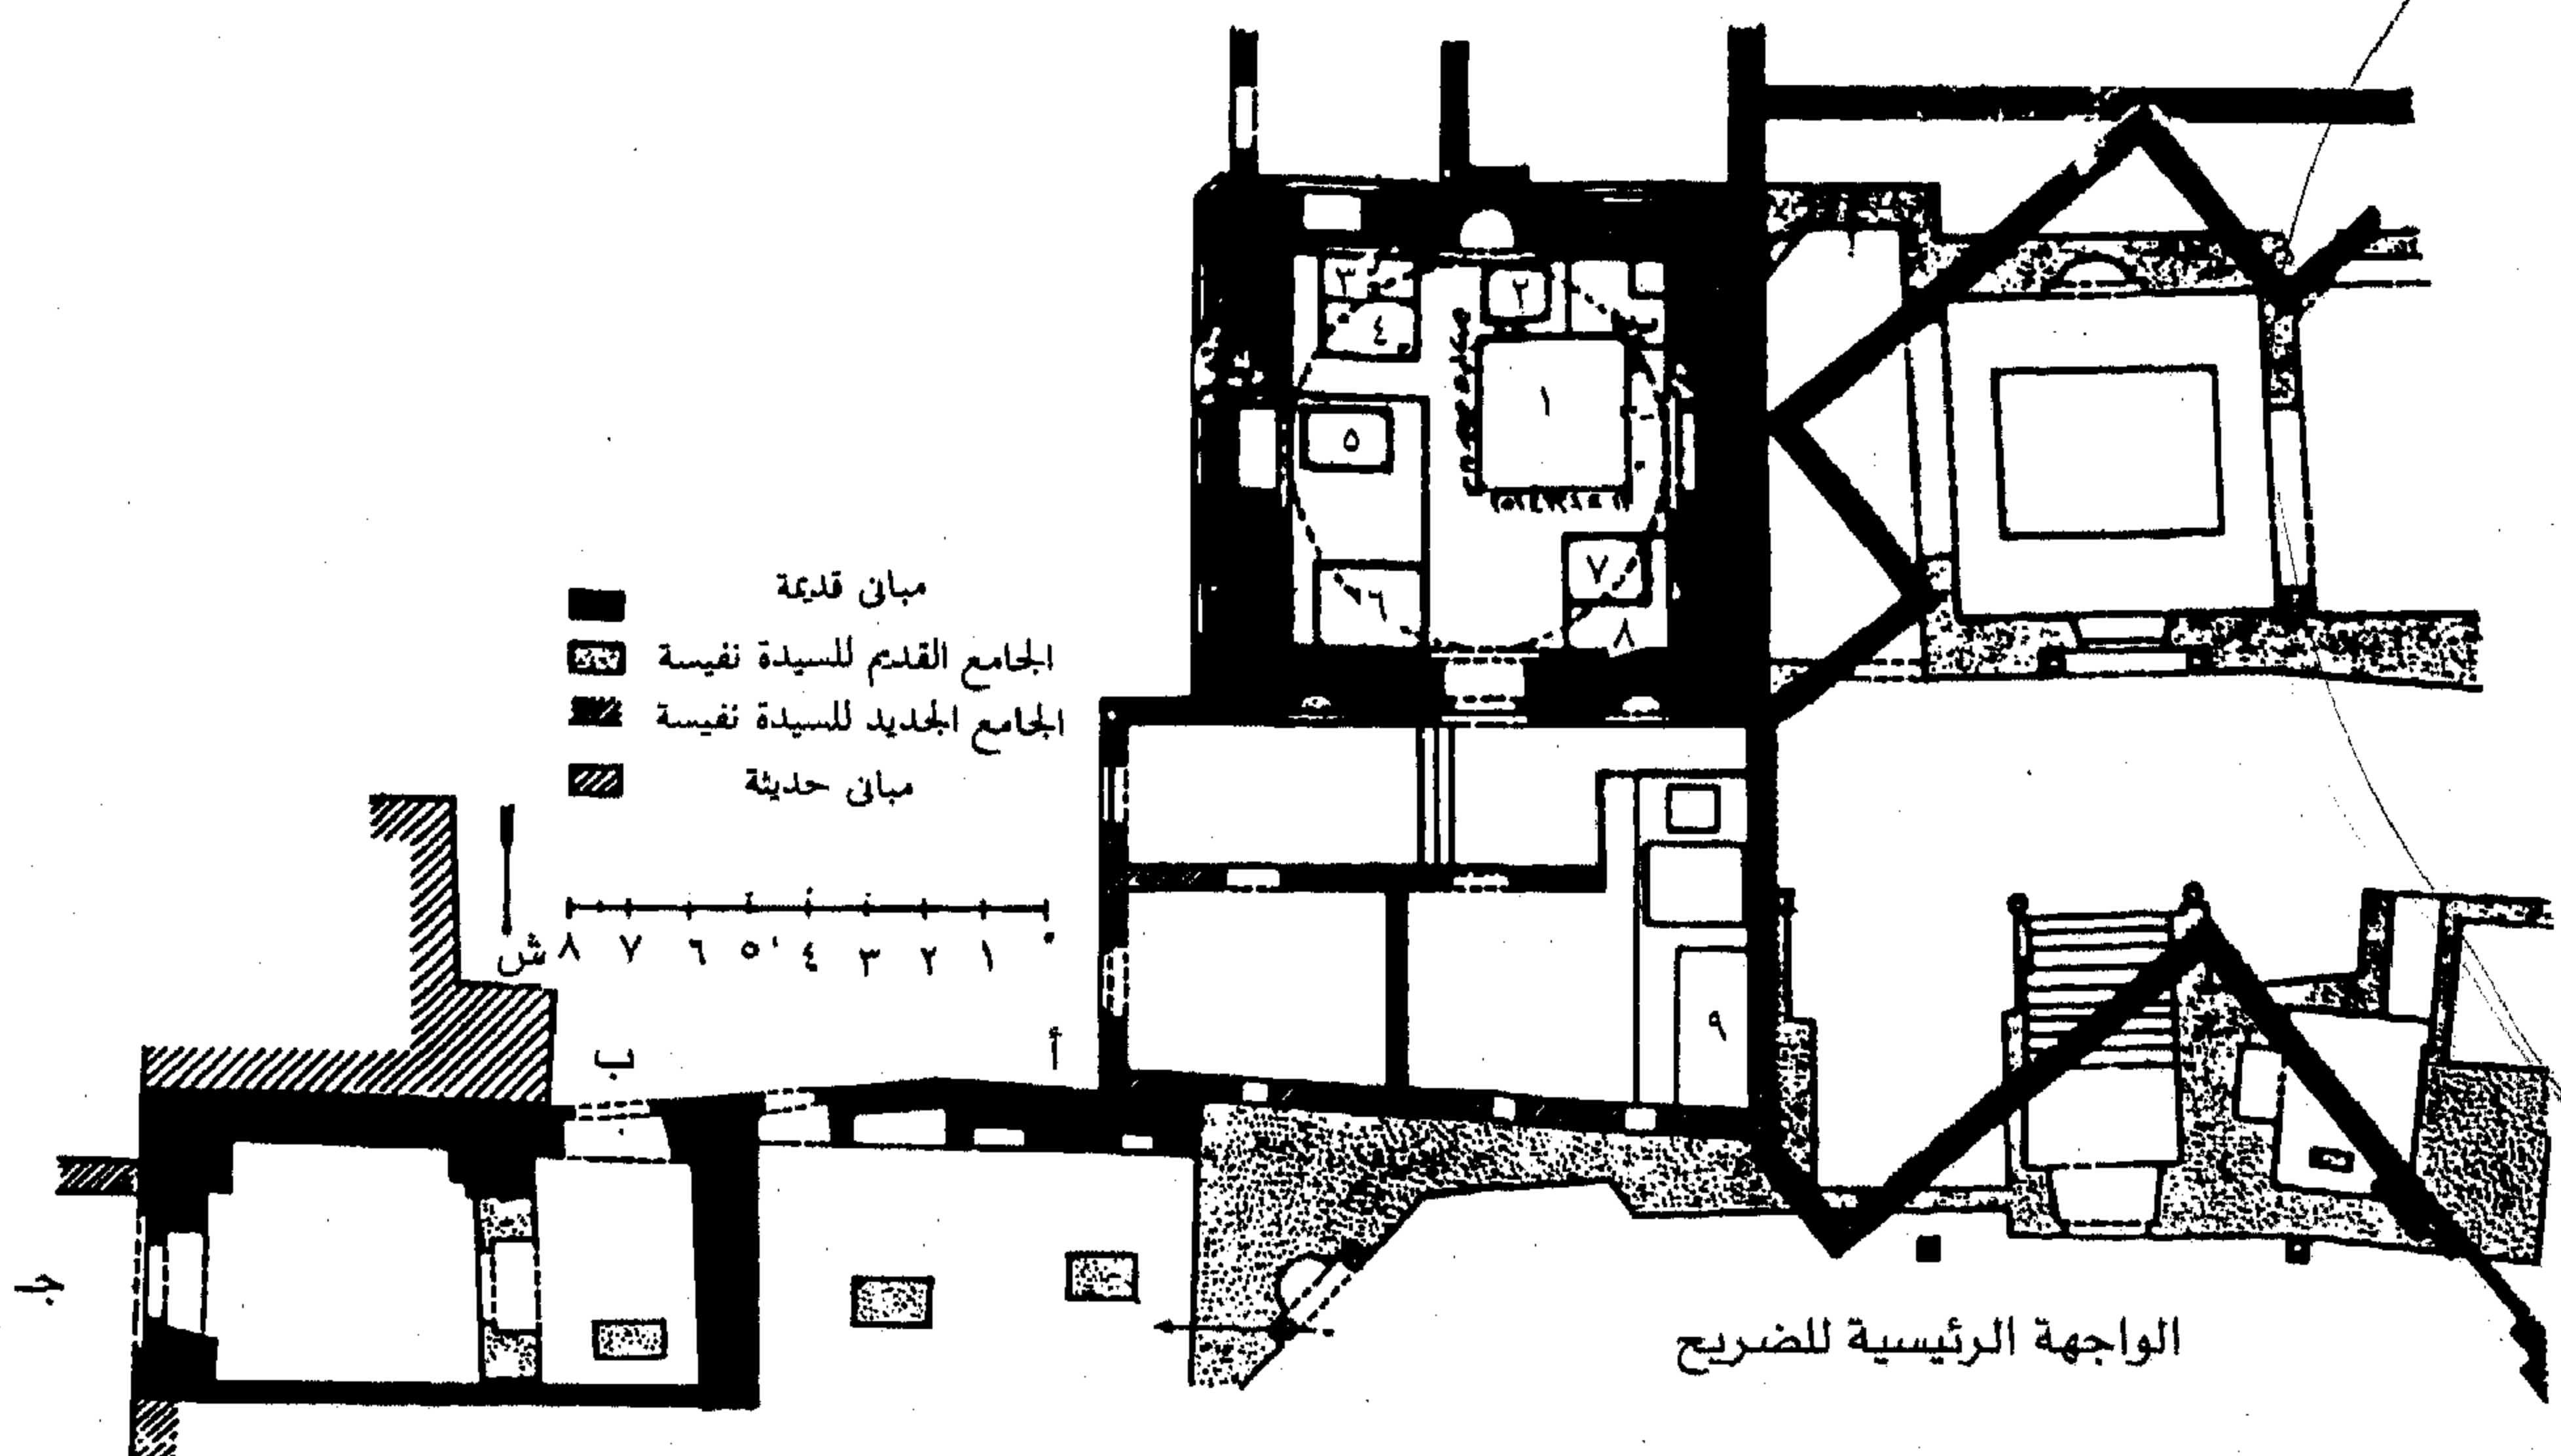 ٣
٢
٤
١
٥
٧
٦
٨
مبانى قديمة
الجامع القديم للسيدة نفيسة
الجامع الجديد للسيدة نفيسة
مبانى حديثة
ش
٨ ٧ ٦ ٥ ٤ ٣ ٢ ١ ٠
٩
أ
ب
جـ
الواجهة الرئيسية للضريح